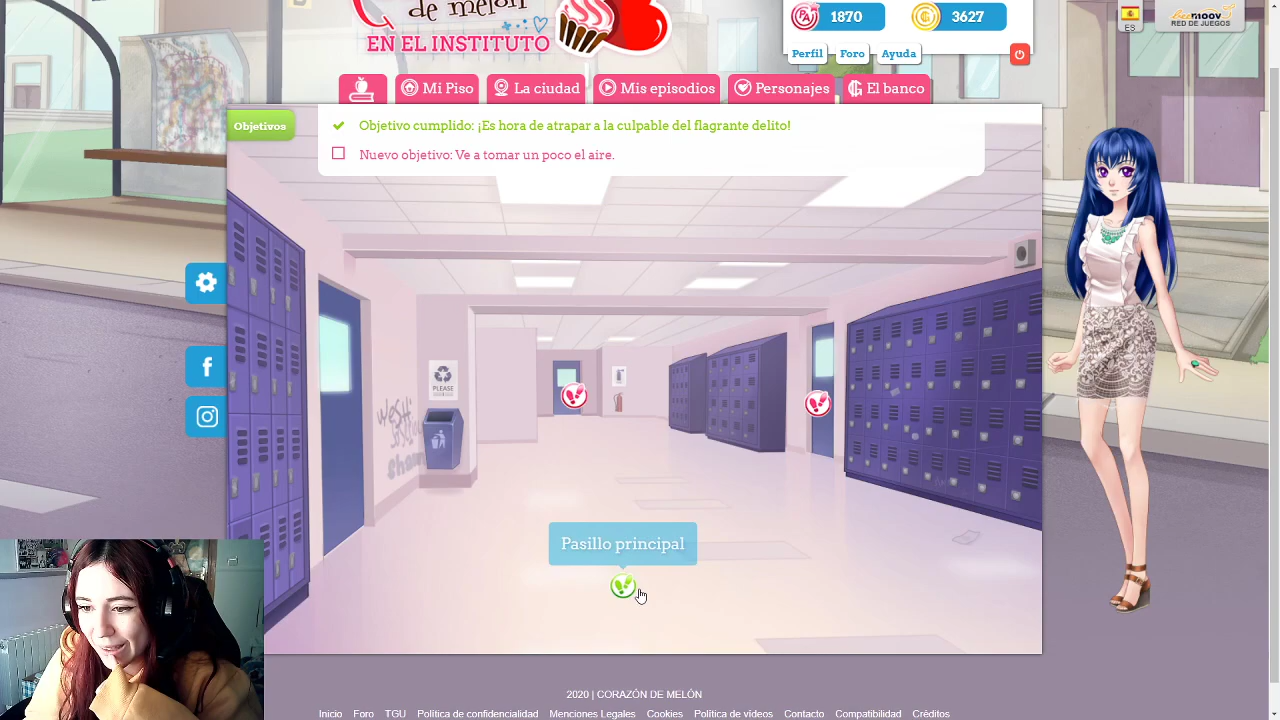 de melón
EN EL INSTITUTO
PA 1870
3627
ES
Beemoov
RED DE JUEGOS
Perfil
Foro
Ayuda
Mi Piso
La ciudad
Mis episodios
Personajes
El banco
Objetivos
Objetivo cumplido: ¡Es hora de atrapar a la culpable del flagrante delito!
Nuevo objetivo: Ve a tomar un poco el aire.
PLEASE
Pasillo principal
2020 | CORAZÓN DE MELÓN
Inicio
Foro
TGU
Política de confidencialidad
Menciones Legales
Cookies
Política de vídeos
Contacto
Compatibilidad
Créditos